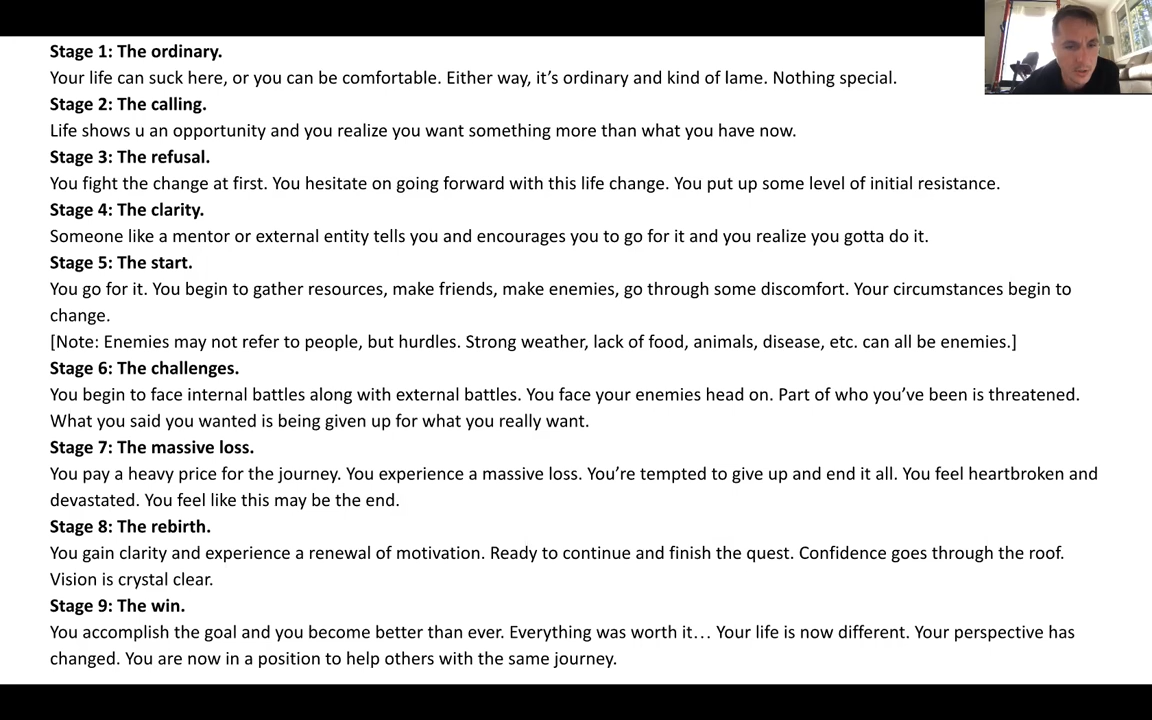 Stage 1: The ordinary.
Your life can suck here, or you can be comfortable. Either way, it’s ordinary and kind of lame. Nothing special.
Stage 2: The calling.
Life shows u an opportunity and you realize you want something more than what you have now.
Stage 3: The refusal.
You fight the change at first. You hesitate on going forward with this life change. You put up some level of initial resistance.
Stage 4: The clarity.
Someone like a mentor or external entity tells you and encourages you to go for it and you realize you gotta do it.
Stage 5: The start.
You go for it. You begin to gather resources, make friends, make enemies, go through some discomfort. Your circumstances begin to
change.
[Note: Enemies may not refer to people, but hurdles. Strong weather, lack of food, animals, disease, etc. can all be enemies.]
Stage 6: The challenges.
You begin to face internal battles along with external battles. You face your enemies head on. Part of who you’ve been is threatened.
What you said you wanted is being given up for what you really want.
Stage 7: The massive loss.
You pay a heavy price for the journey. You experience a massive loss. You’re tempted to give up and end it all. You feel heartbroken and
devastated. You feel like this may be the end.
Stage 8: The rebirth.
You gain clarity and experience a renewal of motivation. Ready to continue and finish the quest. Confidence goes through the roof.
Vision is crystal clear.
Stage 9: The win.
You accomplish the goal and you become better than ever. Everything was worth it… Your life is now different. Your perspective has
changed. You are now in a position to help others with the same journey.